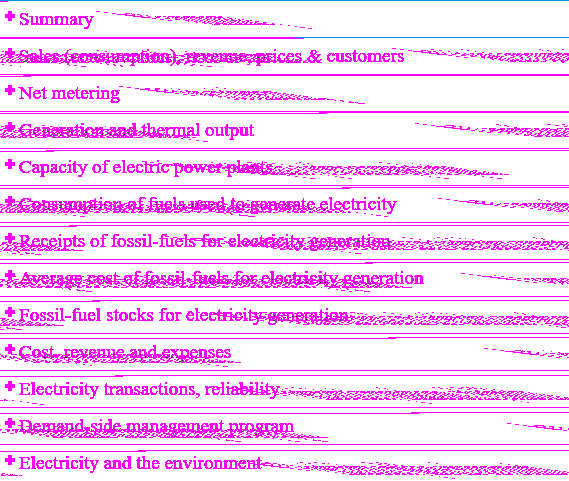 Summary
Sales (consumption), revenue, prices & customers
Net metering
Generation and thermal output
Capacity of electric power plants
Consumption of fuels used to generate electricity
Receipts of fossil-fuels for electricity generation
Average cost of fossil-fuels for electricity generation
Fossil-fuel stocks for electricity generation
Cost, revenue and expenses
Electricity transactions, reliability
Demand-side management program
Electricity and the environment